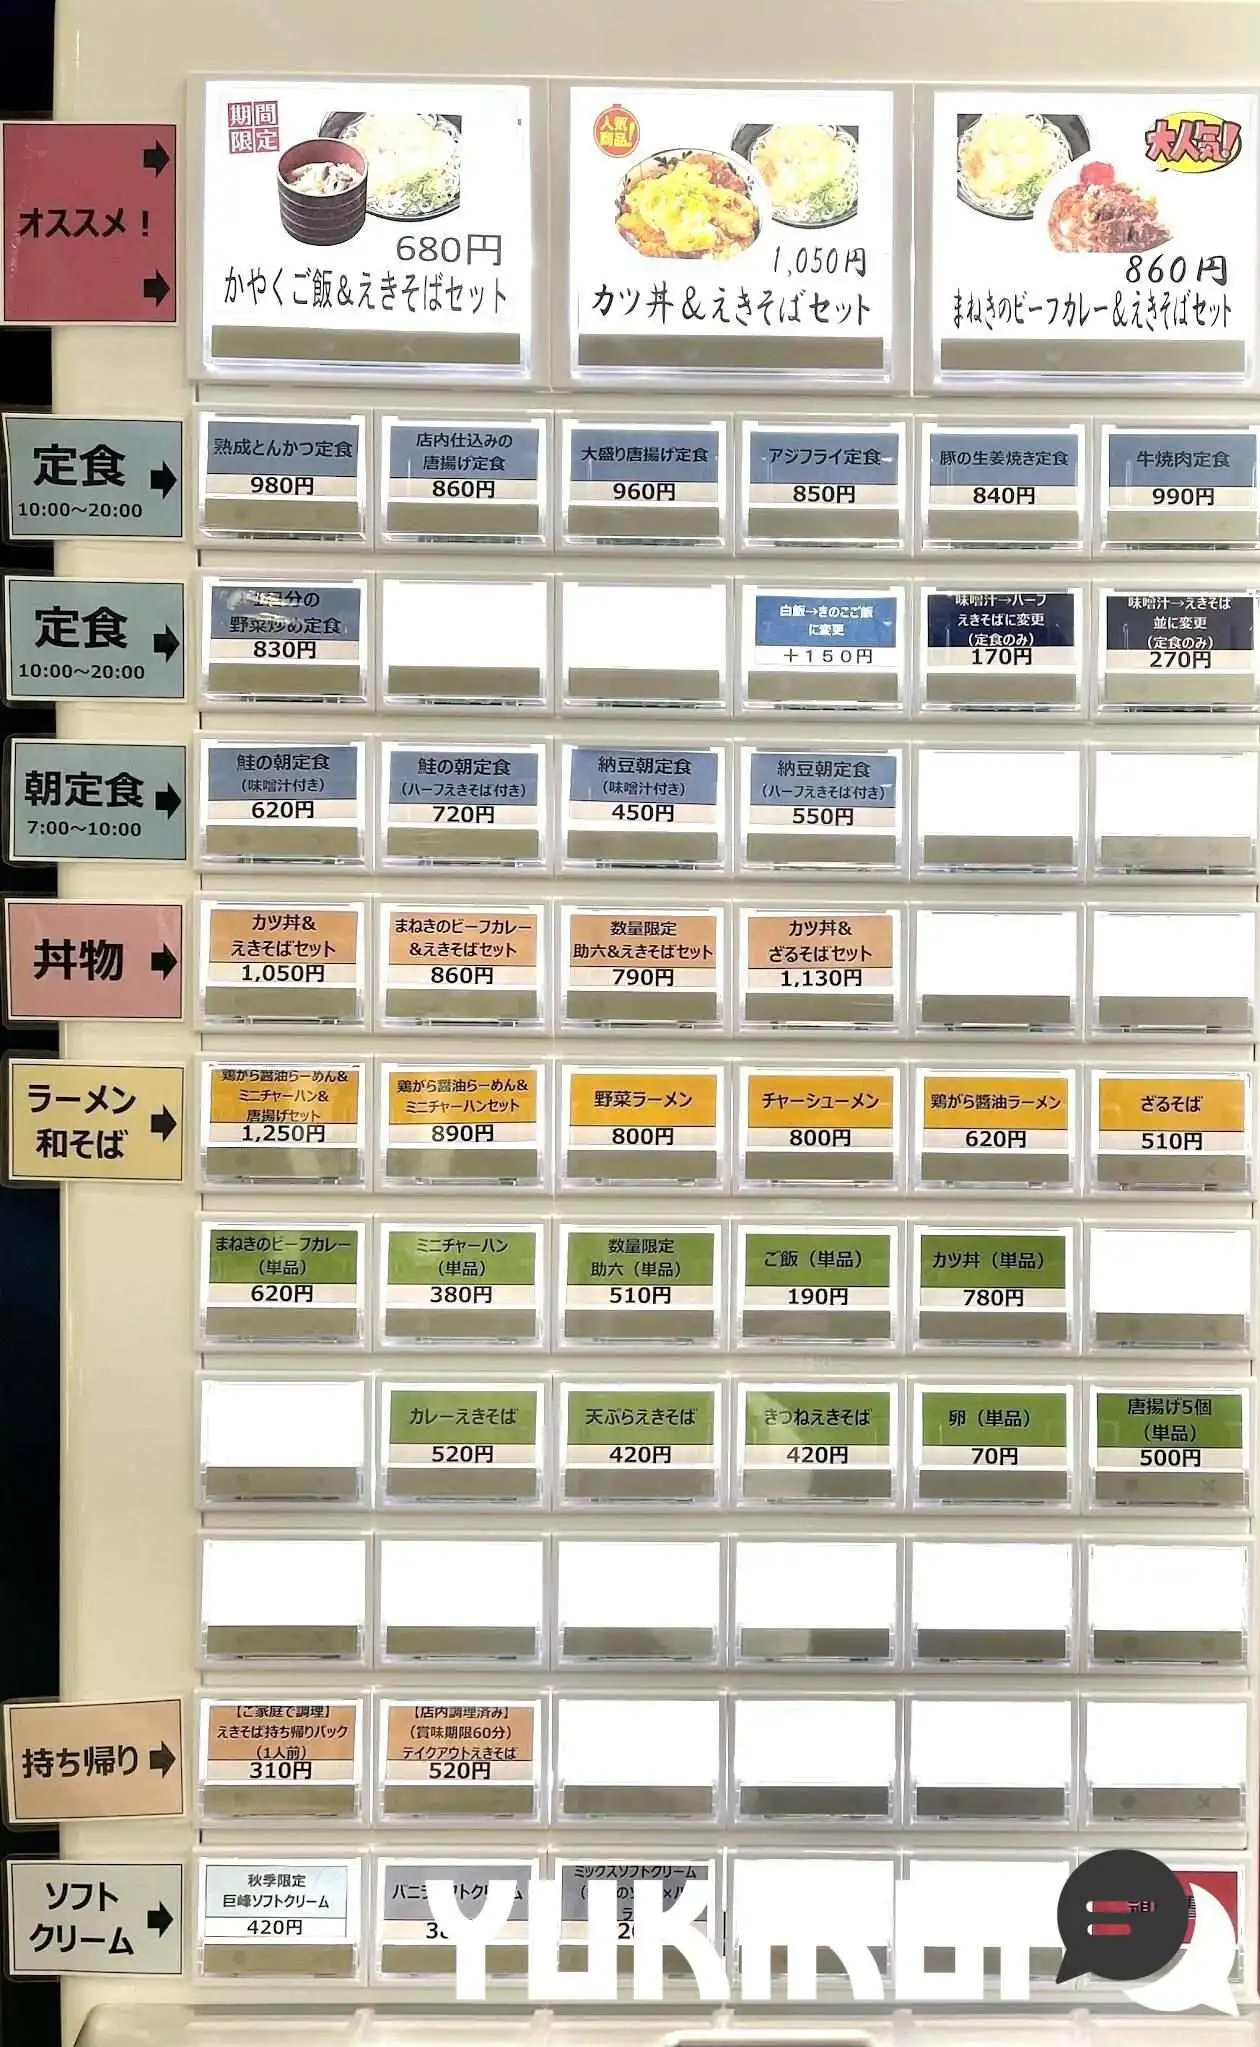 オススメ！
期間
限定
680円
かやくご飯&えきそばセット
人気
商品!
1,050円
カツ丼&えきそばセット
大人気!
860円
まねきのビーフカレー&えきそばセット
定食
10:00～20:00
熟成とんかつ定食
980円
店内仕込みの
唐揚げ定食
860円
大盛り唐揚げ定食
960円
アジフライ定食
850円
豚の生姜焼き定食
840円
牛焼肉定食
990円
定食
10:00～20:00
分の
野菜炒め定食
830円
白飯→きのこご飯
に変更
＋１５０円
味噌汁→ハーフ
えきそばに変更
(定食のみ)
170円
味噌汁→えきそば
並に変更
(定食のみ)
270円
朝定食
7:00～10:00
鮭の朝定食
(味噌汁付き)
620円
鮭の朝定食
(ハーフえきそば付き)
720円
納豆朝定食
(味噌汁付き)
450円
納豆朝定食
(ハーフえきそば付き)
550円
丼物
カツ丼&
えきそばセット
1,050円
まねきのビーフカレー
&えきそばセット
860円
数量限定
助六&えきそばセット
790円
カツ丼&
ざるそばセット
1,130円
ラーメン
和そば
鶏がら醤油らーめん&
ミニチャーハン&
唐揚げセット
1,250円
鶏がら醤油らーめん&
ミニチャーハンセット
890円
野菜ラーメン
800円
チャーシューメン
800円
鶏がら醤油ラーメン
620円
ざるそば
510円
まねきのビーフカレー
（単品）
620円
ミニチャーハン
（単品）
380円
数量限定
助六（単品）
510円
ご飯（単品）
190円
カツ丼（単品）
780円
カレーえきそば
520円
天ぷらえきそば
420円
きつねえきそば
420円
卵（単品）
70円
唐揚げ5個
（単品）
500円
持ち帰り
【ご家庭で調理】
えきそば持ち帰りパック
（1人前）
310円
【店内調理済み】
（賞味期限60分）
テイクアウトえきそば
520円
ソフト
クリーム
秋季限定
巨峰ソフトクリーム
420円
ミックスソフトクリーム